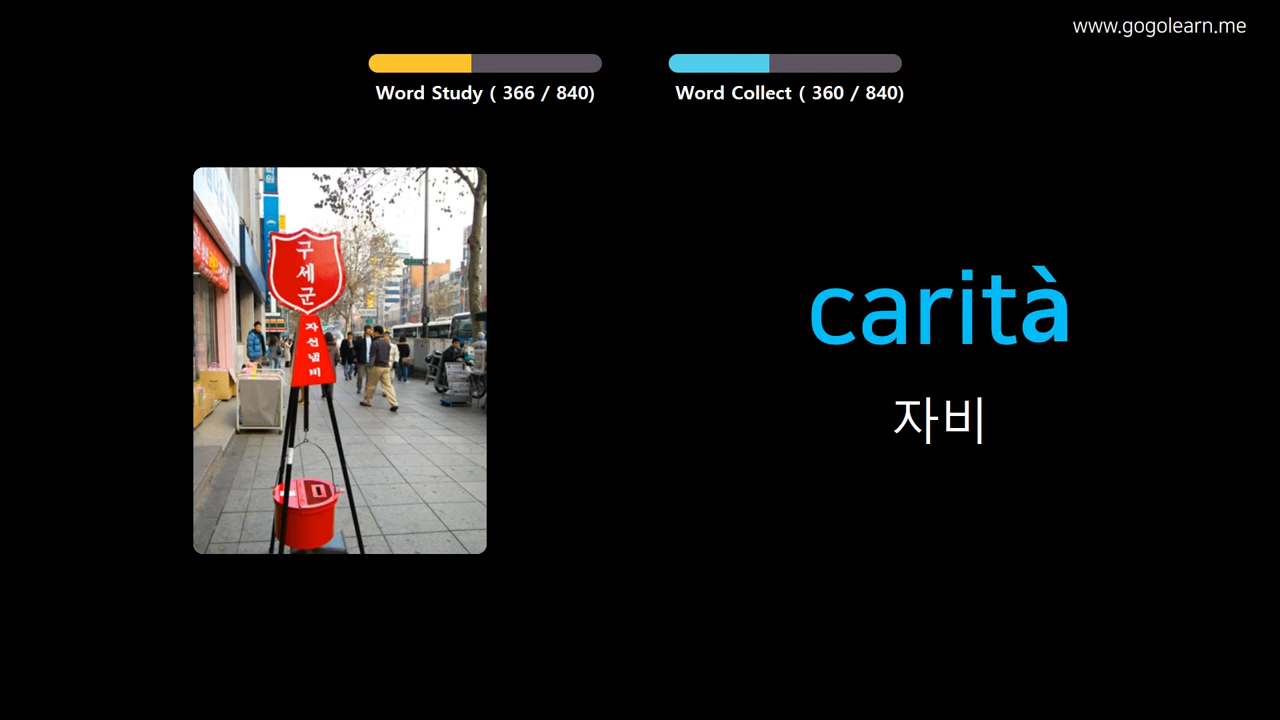 www.gogolearn.me
Word Study ( 366 / 840)
Word Collect ( 360 / 840)
구
세
군
자
선
냄
비
carità
자비